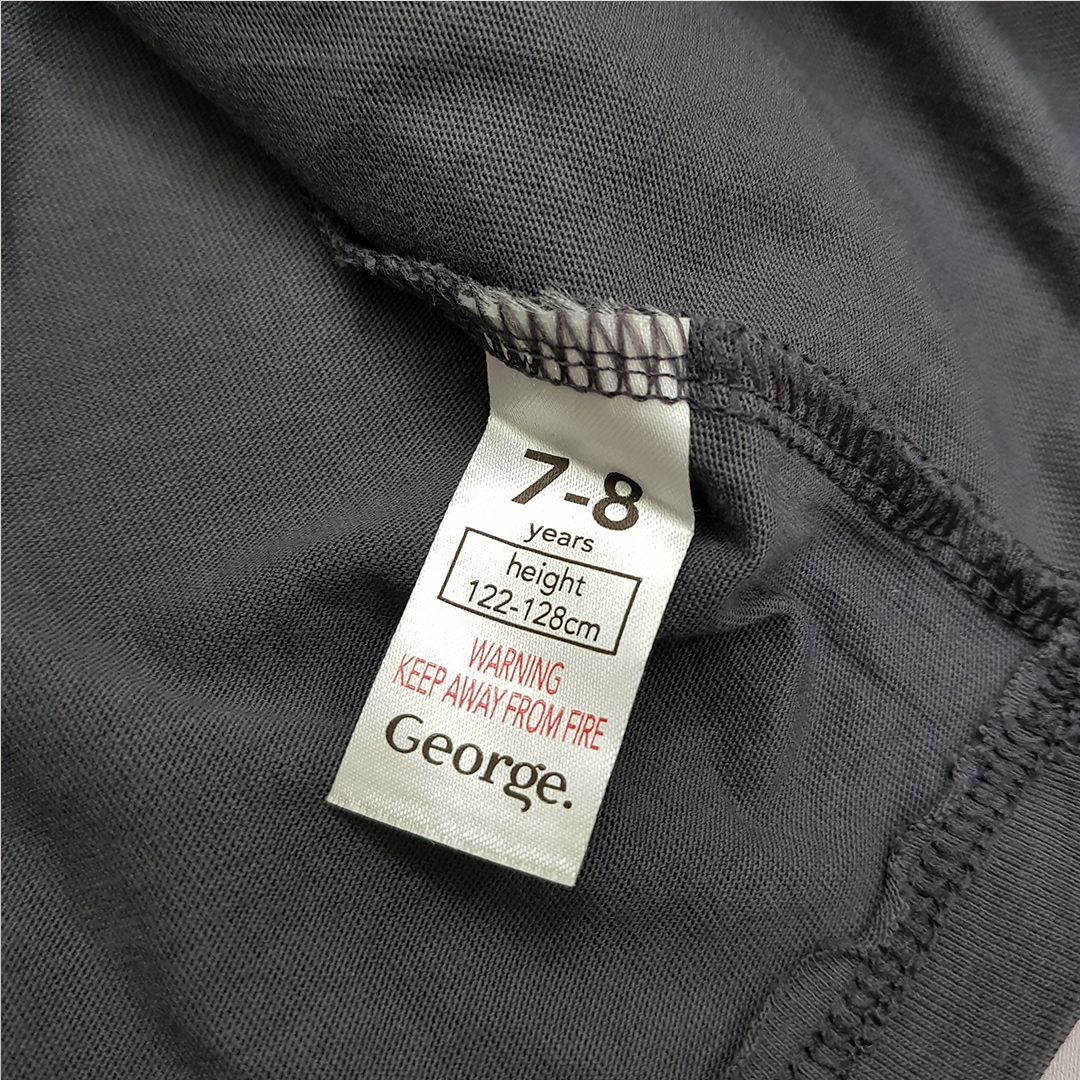 7-8
years
height
122-128cm
WARNING
KEEP AWAY FROM FIRE
George.